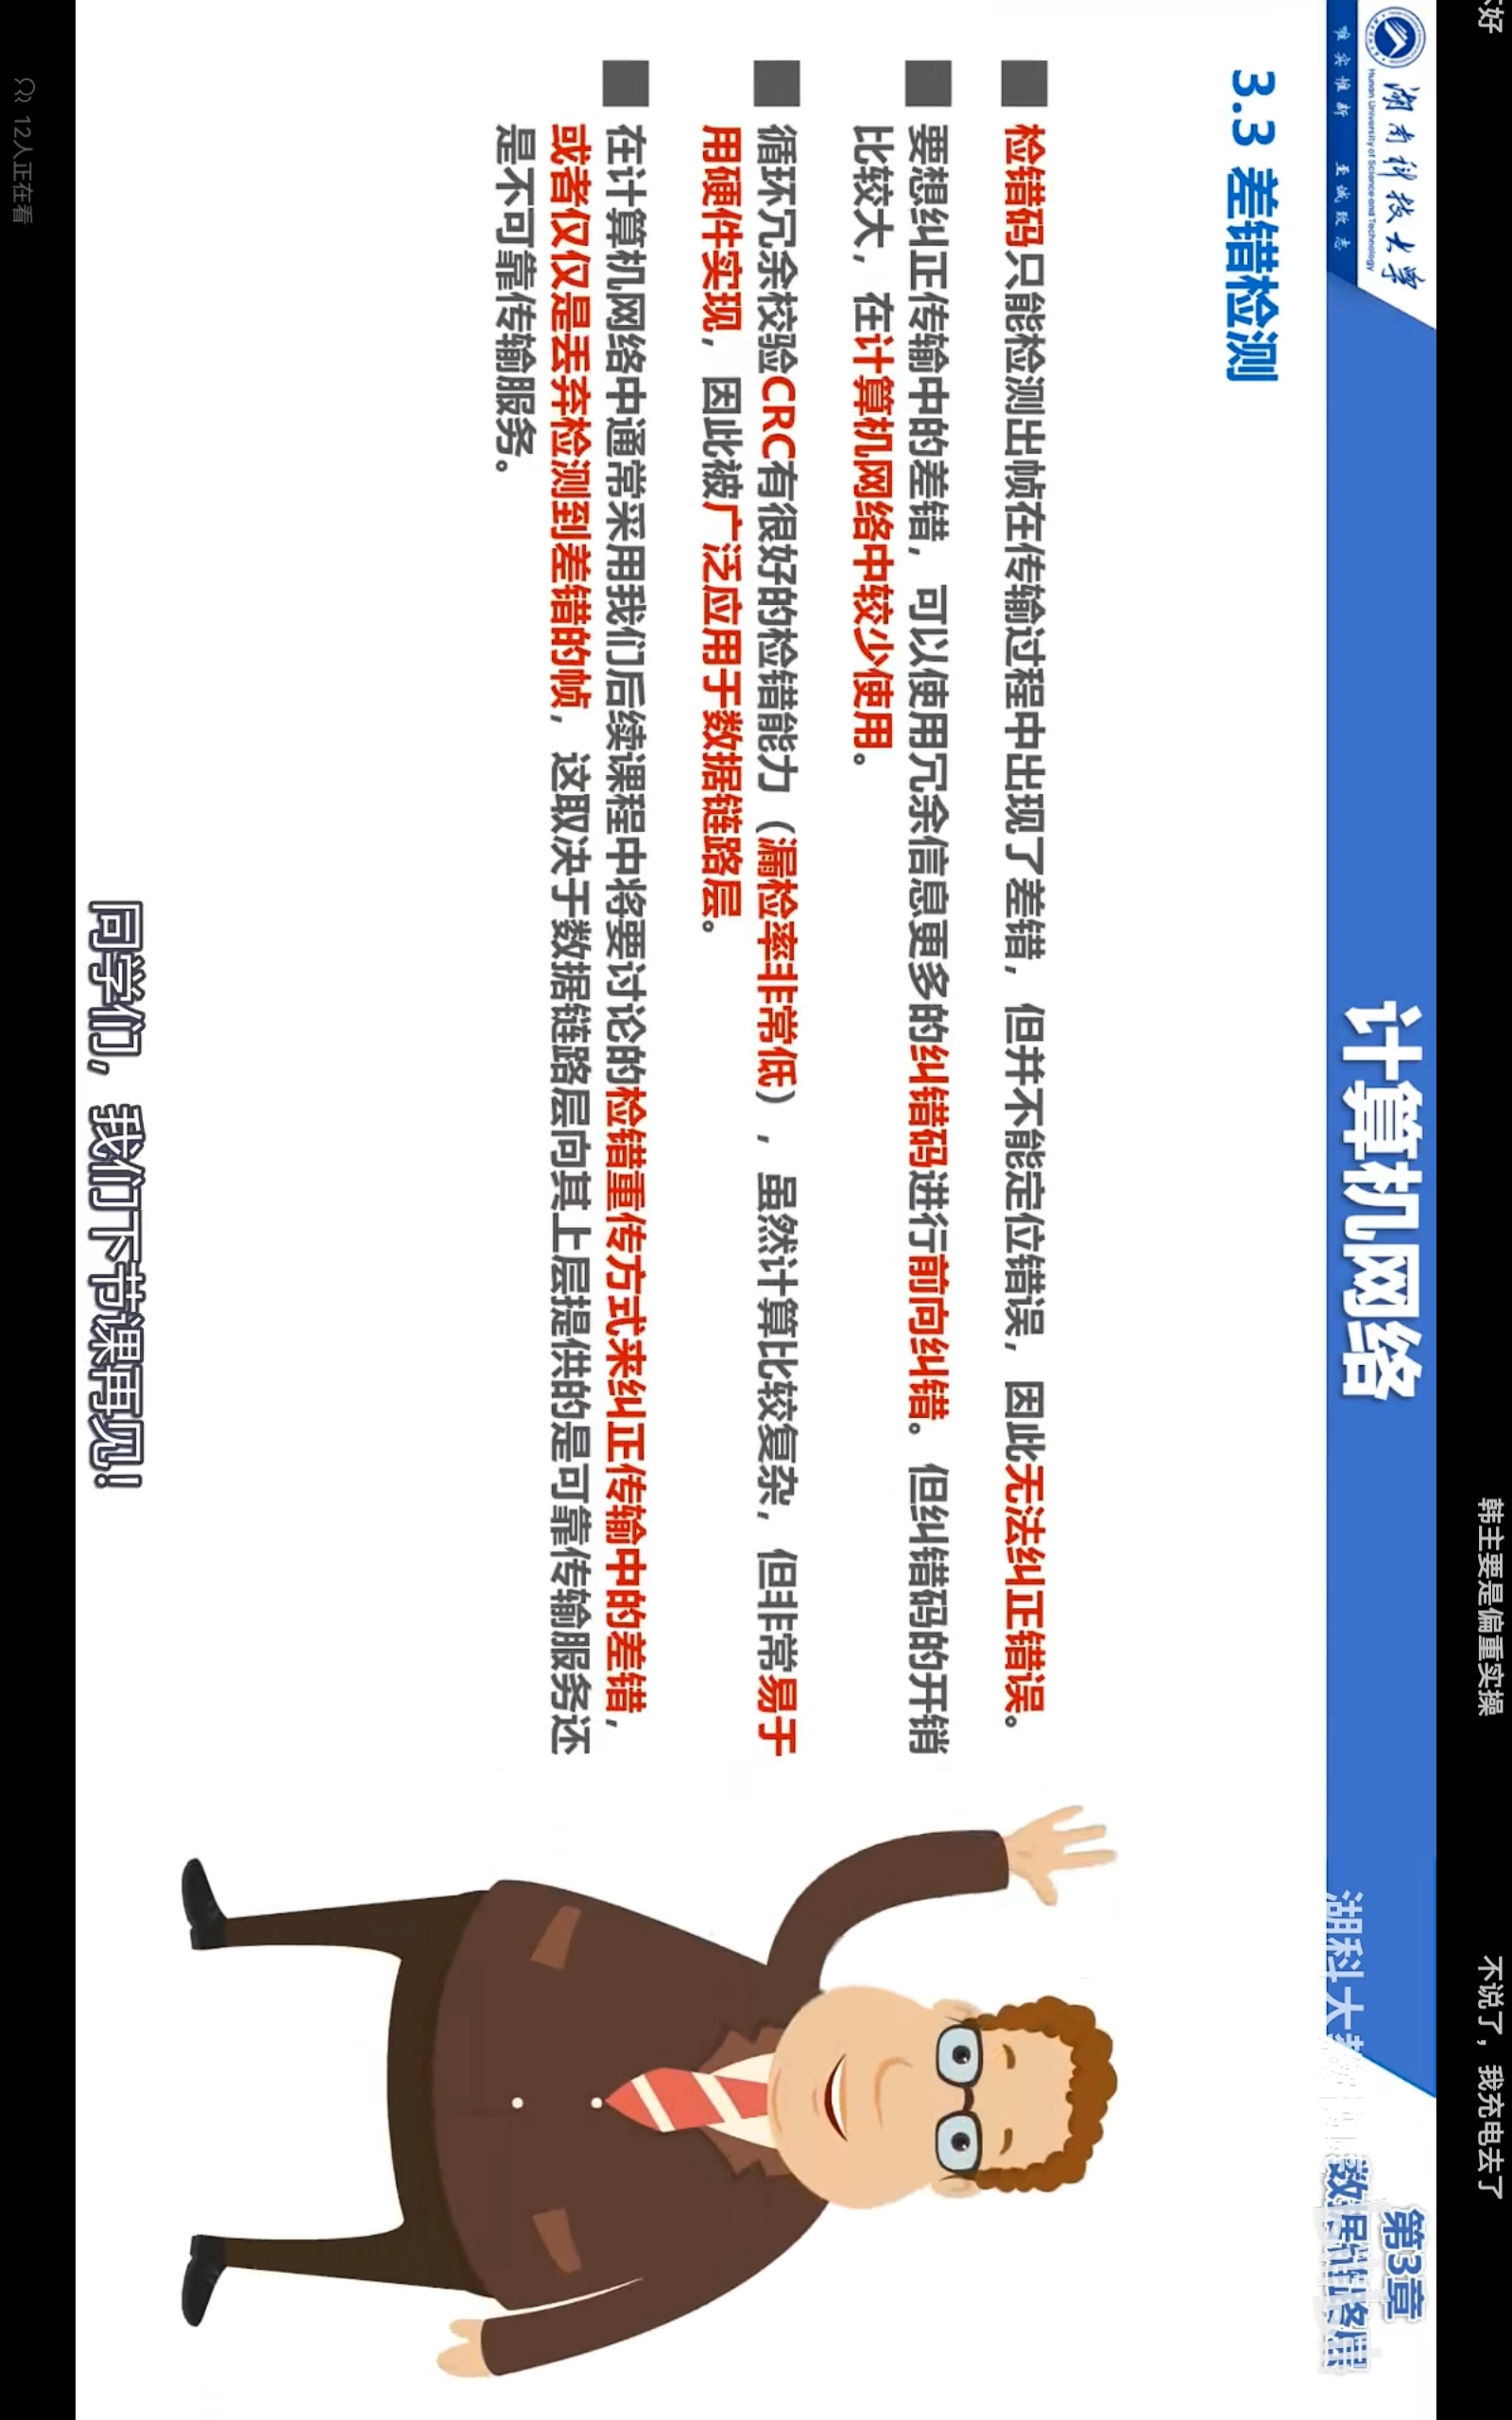 不好
韩主要是偏重实操
不说了，我充电去了
湖南科技大学
Hunan University of Science and Technology
唯实惟新 至诚致志
计算机网络
第3章
数据链路层
湖科大
3.3 差错检测
检错码只能检测出帧在传输过程中出现了差错，但并不能定位错误，因此无法纠正错误。
要想纠正传输中的差错，可以使用冗余信息更多的纠错码进行前向纠错。但纠错码的开销
比较大，在计算机网络中较少使用。
循环冗余校验CRC有很好的检错能力（漏检率非常低），虽然计算比较复杂，但非常易于
用硬件实现，因此被广泛应用于数据链路层。
在计算机网络中通常采用我们后续课程中将要讨论的检错重传方式来纠正传输中的差错，
或者仅仅是丢弃检测到差错的帧，这取决于数据链路层向其上层提供的是可靠传输服务还
是不可靠传输服务。
同学们，我们下节课再见！
12人正在看